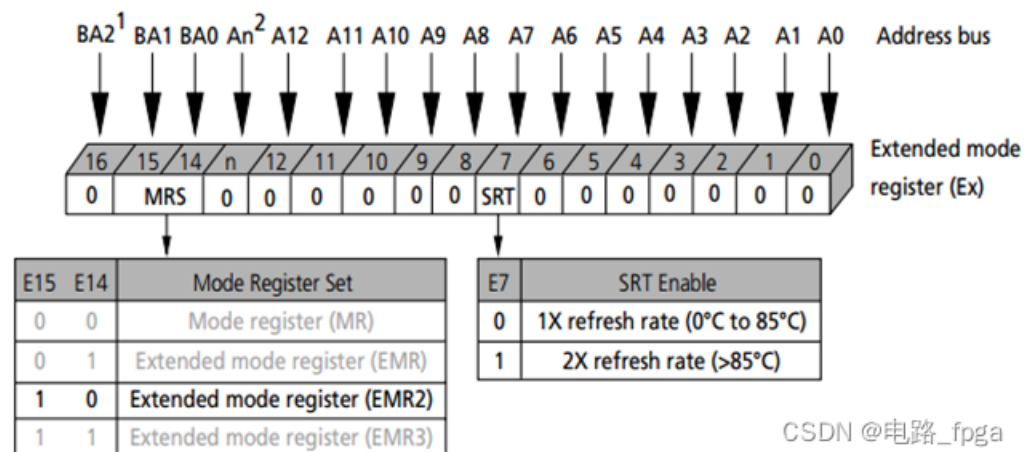 BA2¹ BA1 BA0 An² A12 A11 A10 A9 A8 A7 A6 A5 A4 A3 A2 A1 A0 Address bus
16 15 14 n 12 11 10 9 8 7 6 5 4 3 2 1 0 Extended mode
0 MRS 0 0 0 0 0 0 SRT 0 0 0 0 0 0 0 register (Ex)
E15 E14 Mode Register Set
0 0 Mode register (MR)
0 1 Extended mode register (EMR)
1 0 Extended mode register (EMR2)
1 1 Extended mode register (EMR3)
E7 SRT Enable
0 1X refresh rate (0°C to 85°C)
1 2X refresh rate (>85°C)
CSDN @电路_fpga